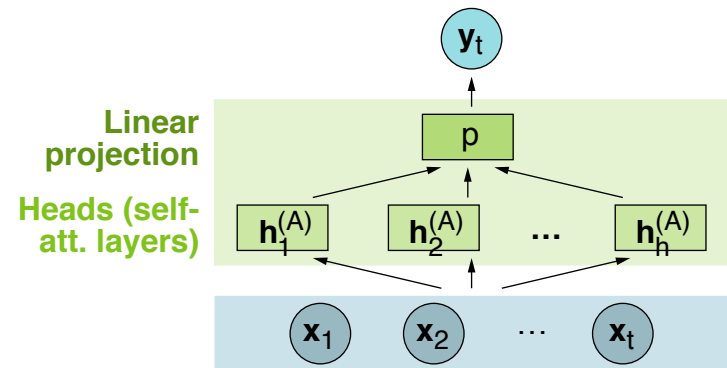 y_t
Linear
projection
p
Heads (self-
att. layers)
h_1^(A) h_2^(A) ... h_h^(A)
x_1 x_2 ... x_t